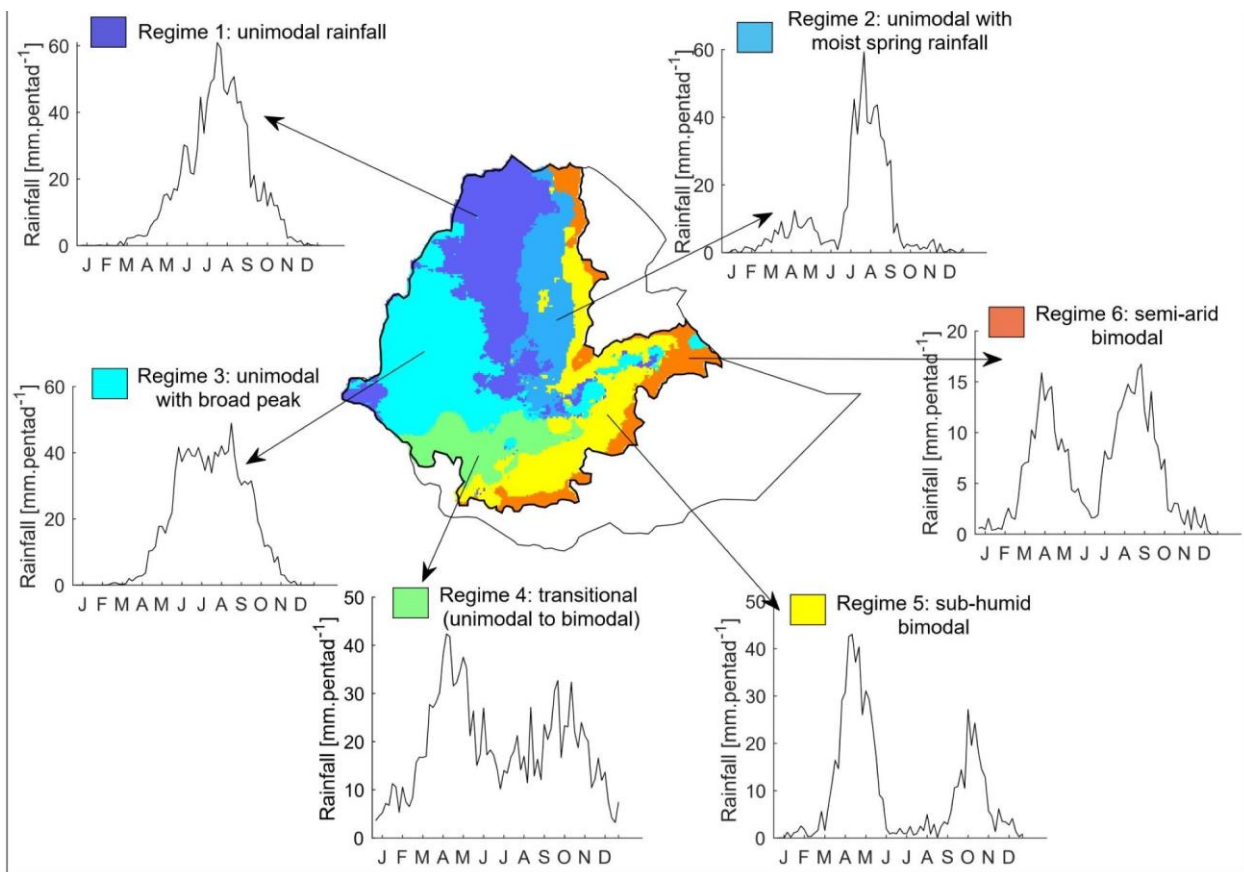 Regime 1: unimodal rainfall
Rainfall [mm.pentad⁻¹]
60
40
20
0
J F M A M J J A S O N D
Regime 2: unimodal with
moist spring rainfall
Rainfall [mm.pentad⁻¹]
60
40
20
0
J F M A M J J A S O N D
Regime 3: unimodal
with broad peak
Rainfall [mm.pentad⁻¹]
60
40
20
0
J F M A M J J A S O N D
Regime 6: semi-arid
bimodal
Rainfall [mm.pentad⁻¹]
20
15
10
5
0
J F M A M J J A S O N D
Regime 4: transitional
(unimodal to bimodal)
Rainfall [mm.pentad⁻¹]
50
40
30
20
10
0
J F M A M J J A S O N D
Regime 5: sub-humid
bimodal
Rainfall [mm.pentad⁻¹]
50
40
30
20
10
0
J F M A M J J A S O N D